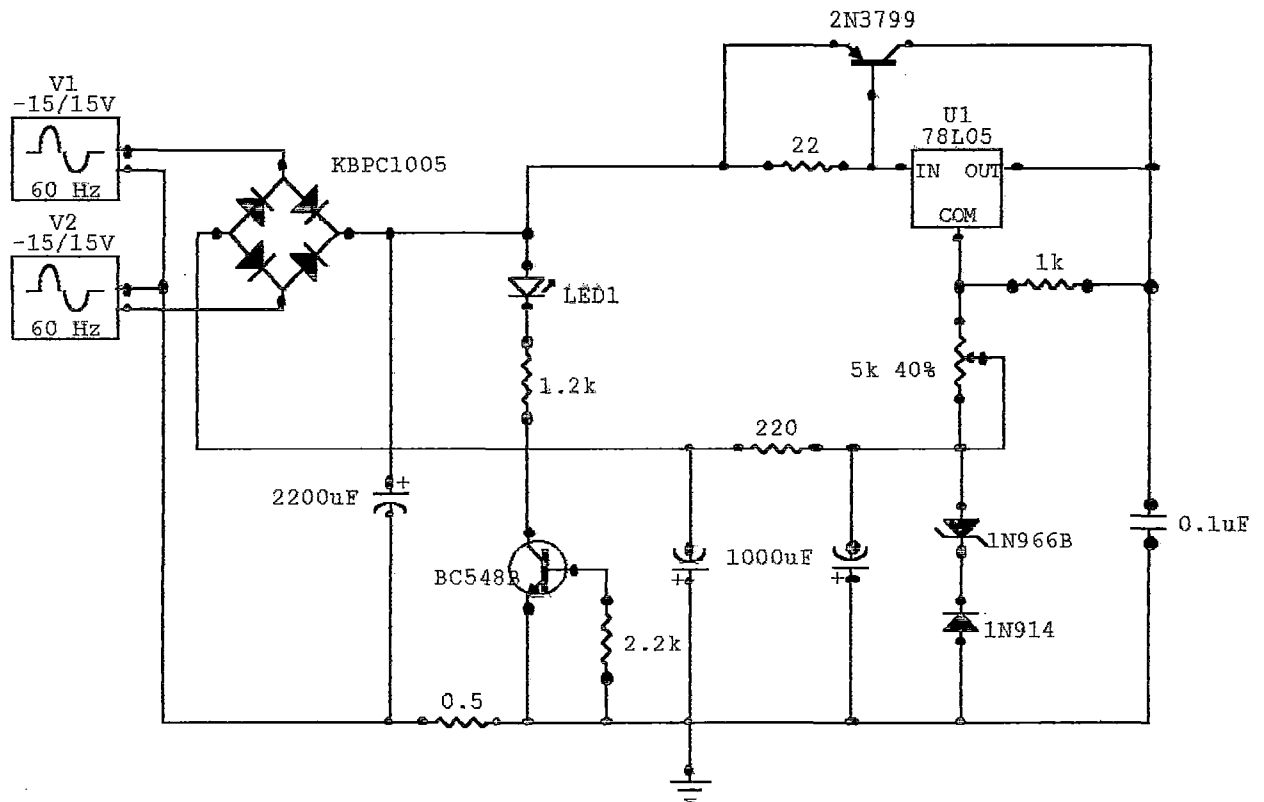 2N3799
V1
-15/15V
60 Hz
KBPC1005
U1
78L05
22
IN OUT
COM
V2
-15/15V
60 Hz
LED1
1k
5k 40%
1.2k
220
2200uF
1N966B
0.1uF
BC548B
1000uF
+
+
+
2.2k
1N914
0.5